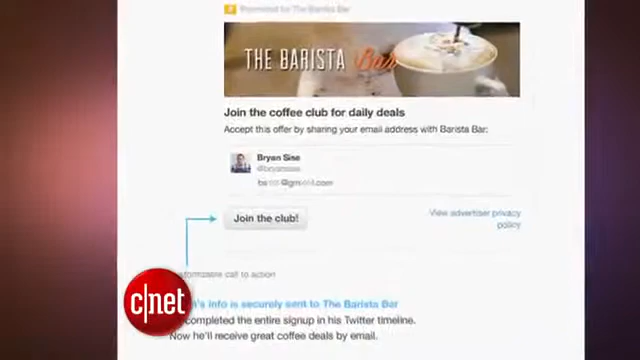 Promoted by The Barista Bar
THE BARISTA Bar
Join the coffee club for daily deals
Accept this offer by sharing your email address with Barista Bar:
Bryan Sise
@bryansise
Join the club!
View advertiser privacy
policy
call to action
info is securely sent to The Barista Bar
completed the entire signup in his Twitter timeline.
Now he'll receive great coffee deals by email.
c|net